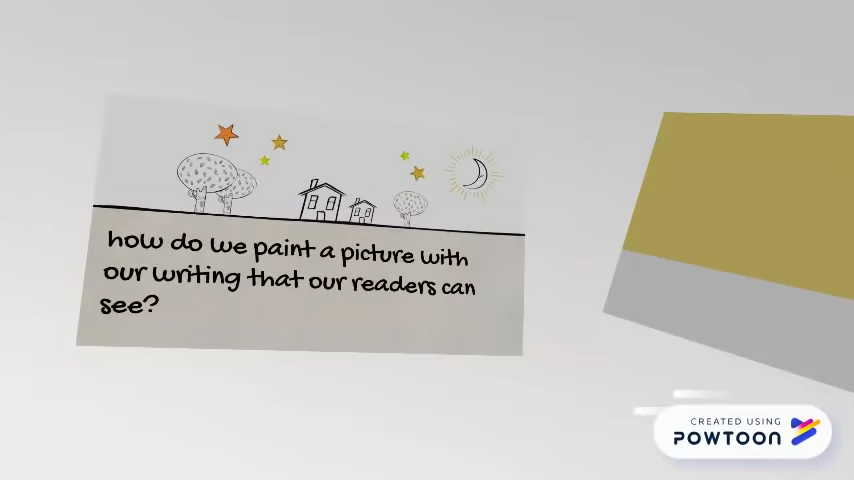 how do we paint a picture with
our writing that our readers can
see?
CREATED USING
POWTOON